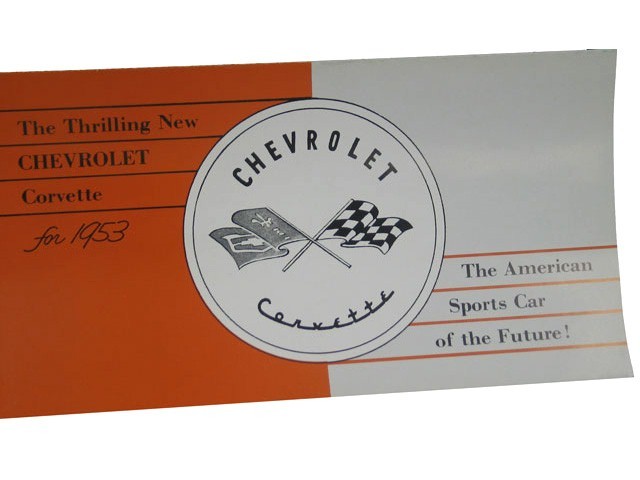 The Thrilling New
CHEVROLET
Corvette
for 1953
CHEVROLET
Corvette
The American
Sports Car
of the Future!